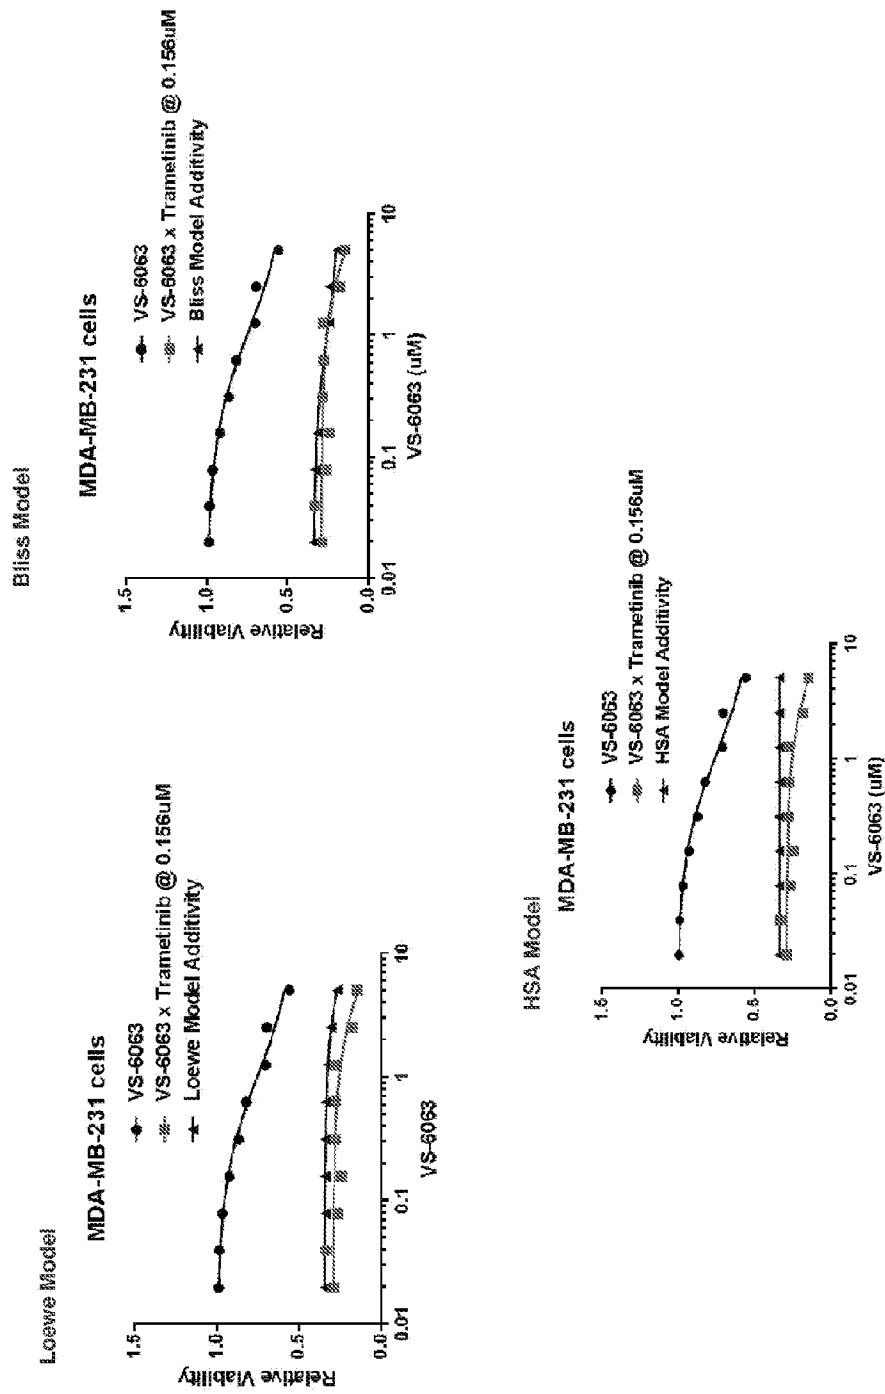 Loewe Model
MDA-MB-231 cells
VS-6063
VS-6063 x Trametinib @ 0.156uM
Loewe Model Additivity
Relative Viability
1.5
1.0
0.5
0.0
0.01
0.1
1
10
VS-6063
Bliss Model
MDA-MB-231 cells
VS-6063
VS-6063 x Trametinib @ 0.156uM
Bliss Model Additivity
Relative Viability
1.5
1.0
0.5
0.0
0.01
0.1
1
10
VS-6063 (uM)
HSA Model
MDA-MB-231 cells
VS-6063
VS-6063 x Trametinib @ 0.156uM
HSA Model Additivity
Relative Viability
1.5
1.0
0.5
0.0
0.01
0.1
1
10
VS-6063 (uM)